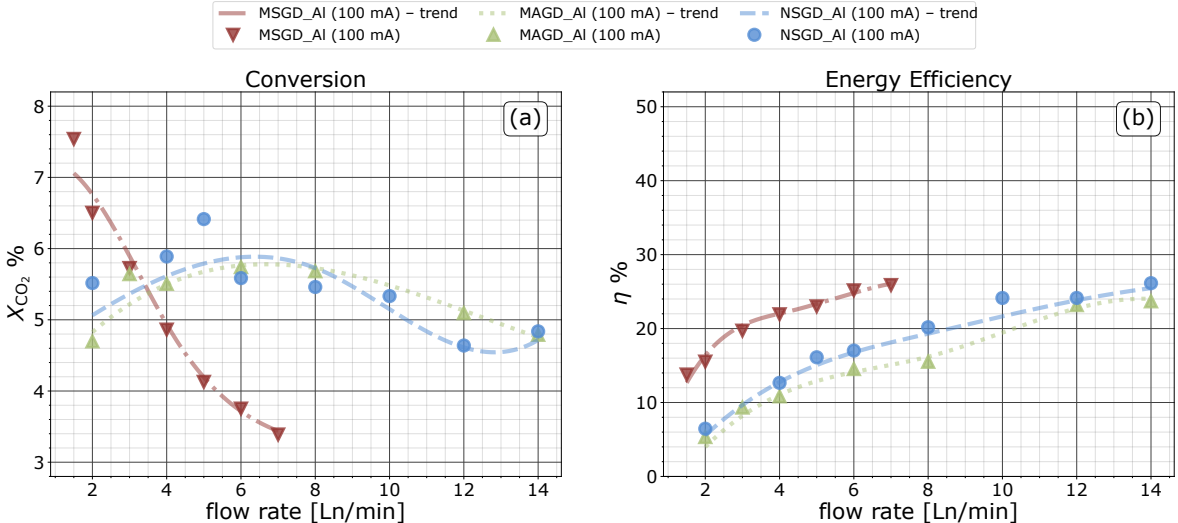 MSGD_Al (100 mA) – trend MAGD_Al (100 mA) – trend NSGD_Al (100 mA) – trend
MSGD_Al (100 mA) MAGD_Al (100 mA) NSGD_Al (100 mA)
Conversion
(a)
8
7
6
5
4
3
X_CO₂ %
2 4 6 8 10 12 14
flow rate [Ln/min]
Energy Efficiency
(b)
50
40
30
20
10
0
η %
2 4 6 8 10 12 14
flow rate [Ln/min]